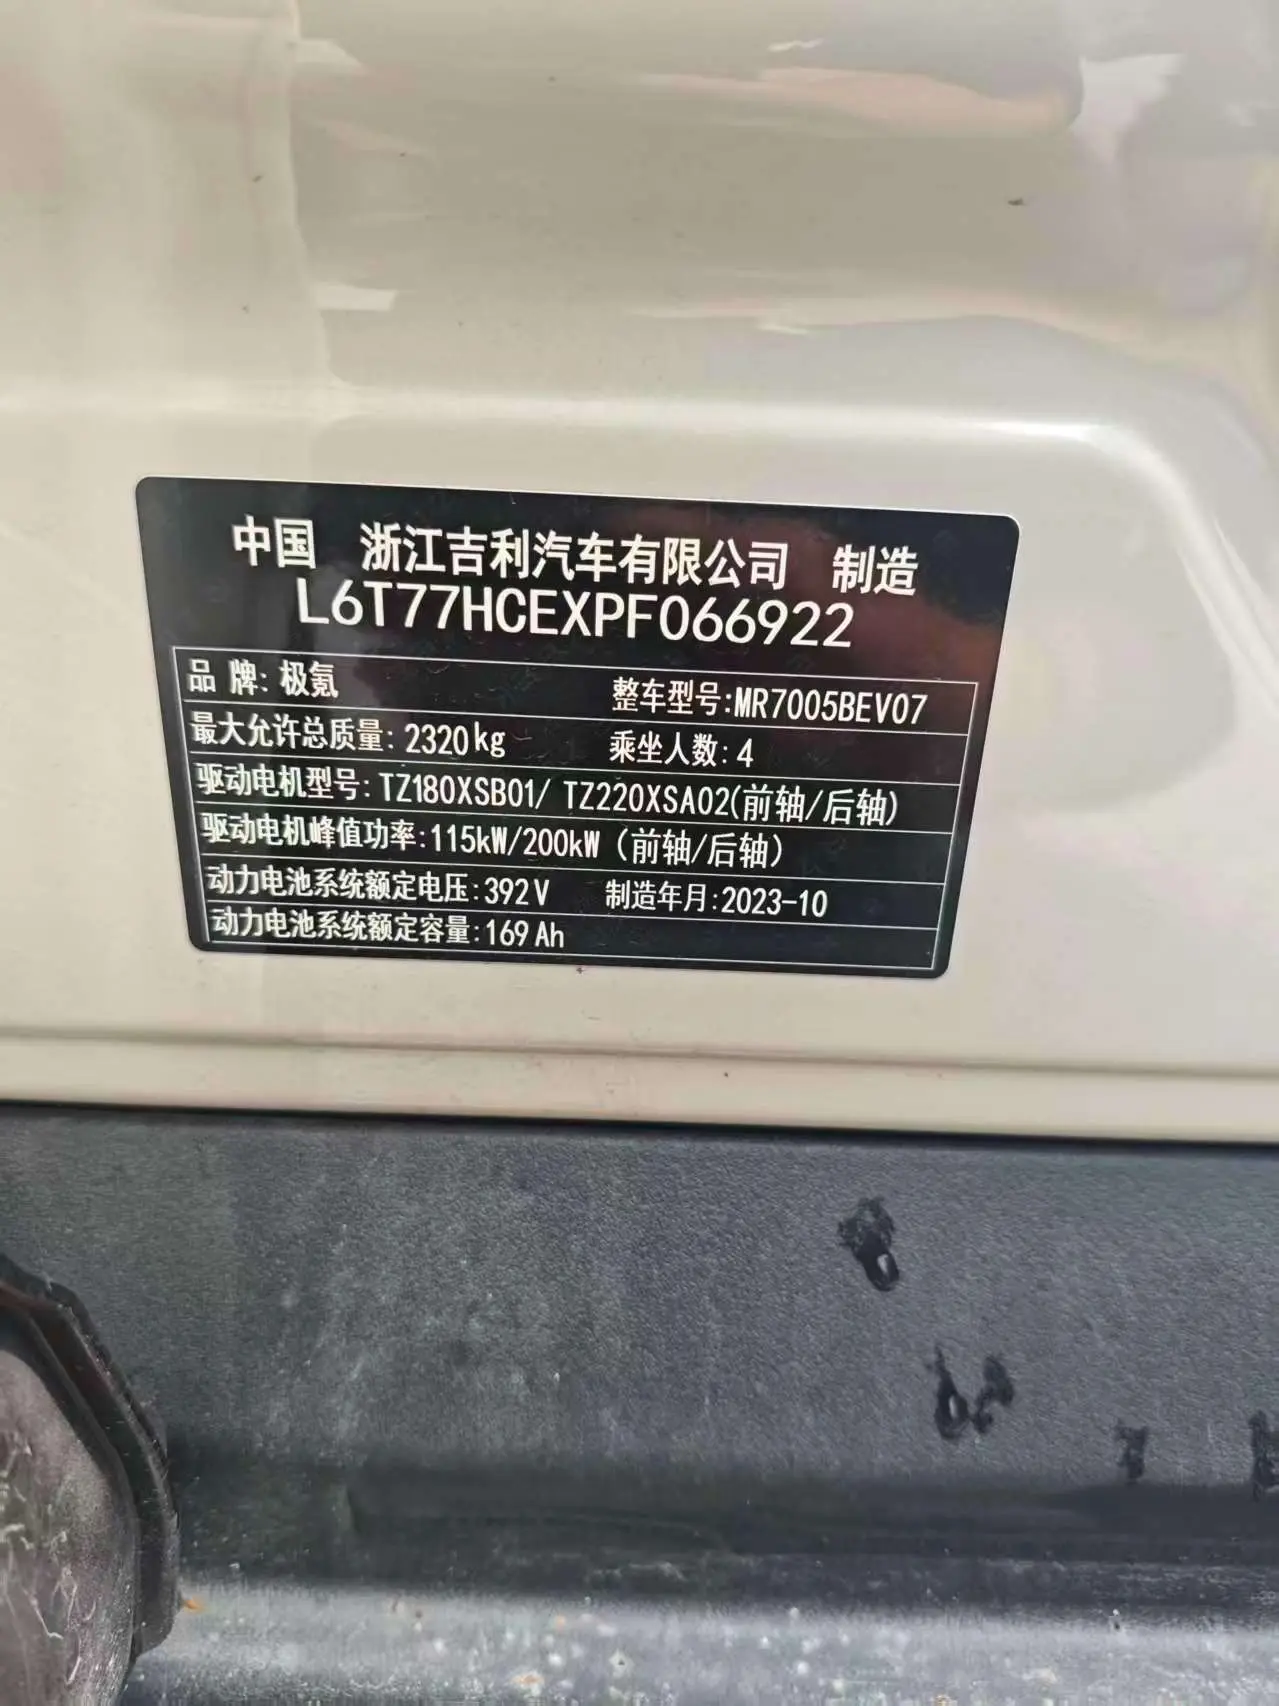 中国 浙江吉利汽车有限公司 制造
L6T77HCEXPF066922
品 牌: 极氪 整车型号:MR7005BEV07
最大允许总质量: 2320kg 乘坐人数: 4
驱动电机型号: TZ180XSB01/ TZ220XSA02(前轴/后轴)
驱动电机峰值功率:115kW/200kW (前轴/后轴)
动力电池系统额定电压:392V 制造年月:2023-10
动力电池系统额定容量:169Ah